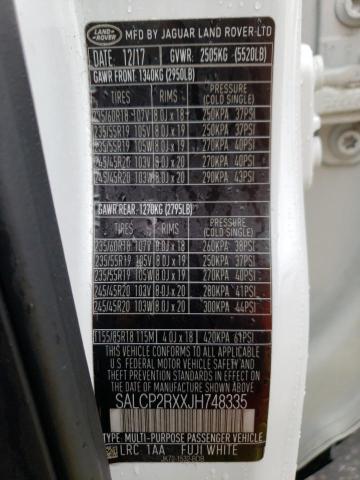 LAND ROVER
MFD BY JAGUAR LAND ROVER-LTD
DATE: 12/17 GVWR: 2505KG -(5520LB)
GAWR FRONT: 1340KG (2950LB)
TIRES RIMS PRESSURE (COLD SINGLE)
235/60R18 107V 8.0J x 18 250KPA 37PSI
235/55R19 105V 8.0J x 19 250KPA 37PSI
235/55R19 105W 8.0J x 19 270KPA 40PSI
245/45R20 103V 8.0J x 20 270KPA 40PSI
245/45R20 103W 8.0J x 20 290KPA 43PSI
GAWR REAR: 1270KG (2795LB)
TIRES RIMS PRESSURE (COLD SINGLE)
235/60R18 107V 8.0J x 18 260KPA 38PSI
235/55R19 105V 8.0J x 19 250KPA 37PSI
235/55R19 105W 8.0J x 19 270KPA 40PSI
245/45R20 103V 8.0J x 20 280KPA 41PSI
245/45R20 103W 8.0J x 20 300KPA 44PSI
T155/85R18 115M 4.0J x 18 420KPA 61PSI
THIS VEHICLE CONFORMS TO ALL APPLICABLE
U S FEDERAL MOTOR VEHICLE SAFETY AND
THEFT PREVENTION STANDARDS IN EFFECT ON
THE DATE OF MANUFACTURE SHOWN ABOVE
SALCP2RXXJH748335
TYPE: MULTI-PURPOSE PASSENGER VEHICLE
LRC: 1AA FUJI WHITE